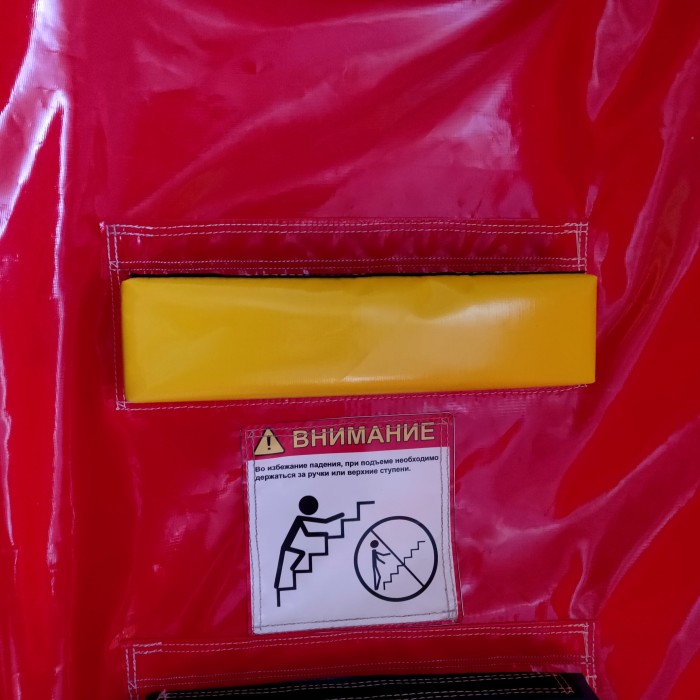 ВНИМАНИЕ
Во избежание падения, при подъеме необходимо
держаться за ручки или верхние ступени.